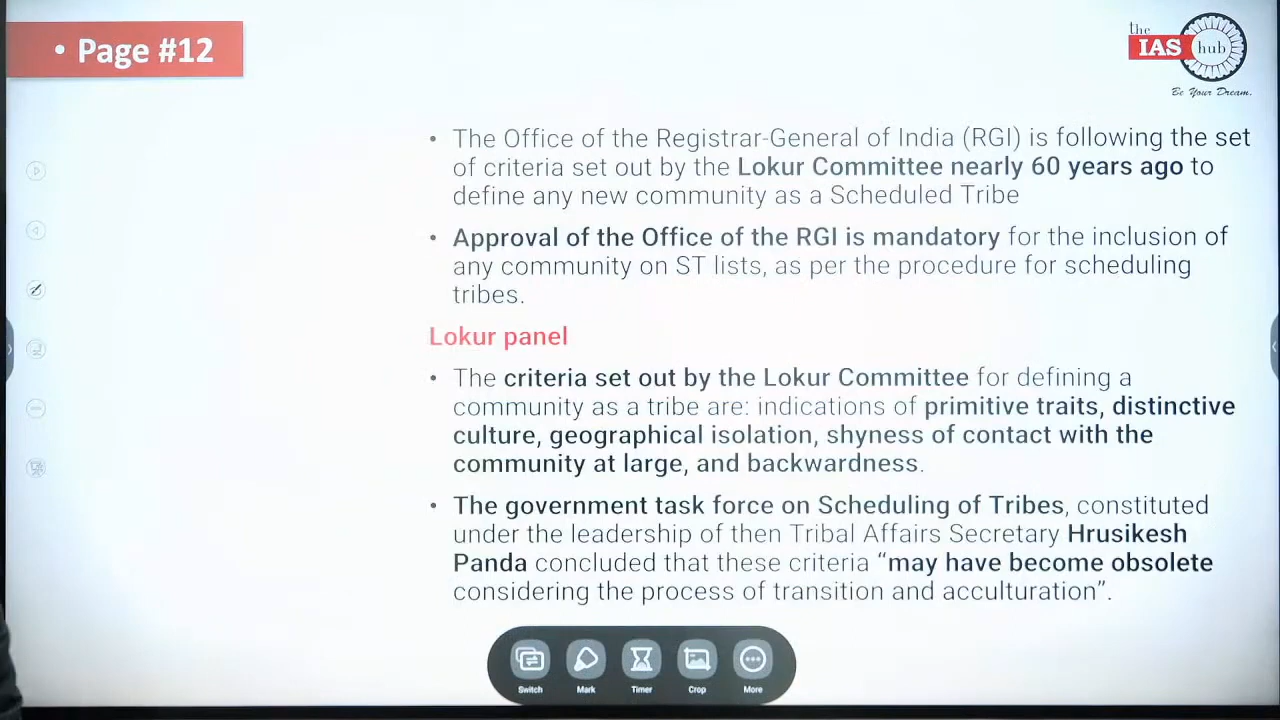 • Page #12
the
IAS hub
Be Your Dream.
• The Office of the Registrar-General of India (RGI) is following the set
of criteria set out by the Lokur Committee nearly 60 years ago to
define any new community as a Scheduled Tribe
• Approval of the Office of the RGI is mandatory for the inclusion of
any community on ST lists, as per the procedure for scheduling
tribes.
Lokur panel
• The criteria set out by the Lokur Committee for defining a
community as a tribe are: indications of primitive traits, distinctive
culture, geographical isolation, shyness of contact with the
community at large, and backwardness.
• The government task force on Scheduling of Tribes, constituted
under the leadership of then Tribal Affairs Secretary Hrusikesh
Panda concluded that these criteria “may have become obsolete
considering the process of transition and acculturation”.
Switch Mark Timer Crop More